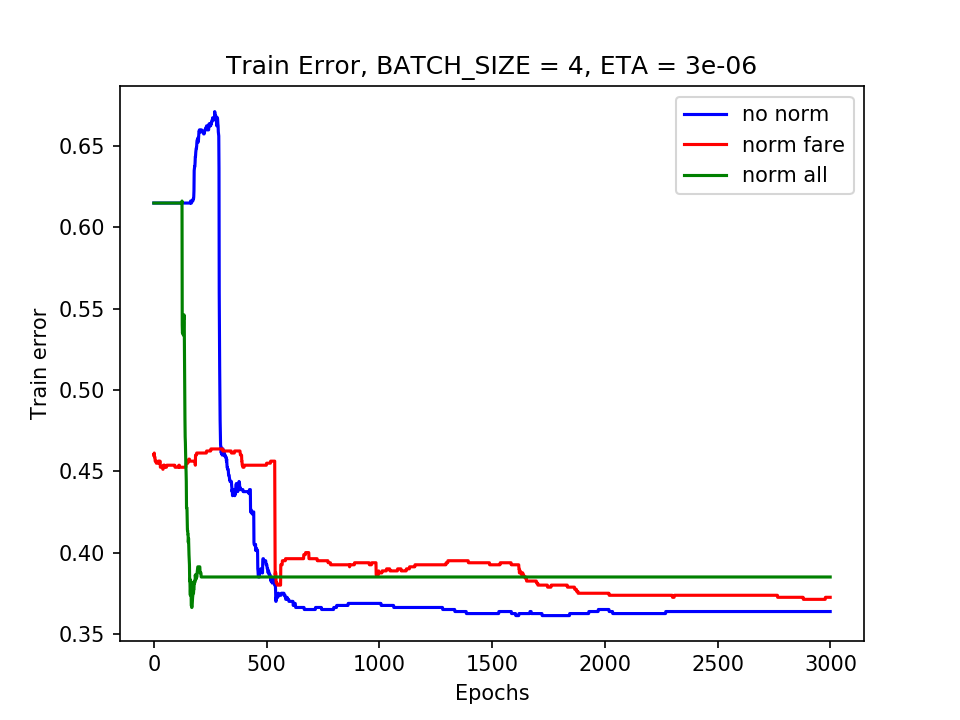 Train Error, BATCH_SIZE = 4, ETA = 3e-06
no norm
norm fare
norm all
Train error
0.65
0.60
0.55
0.50
0.45
0.40
0.35
0 500 1000 1500 2000 2500 3000
Epochs